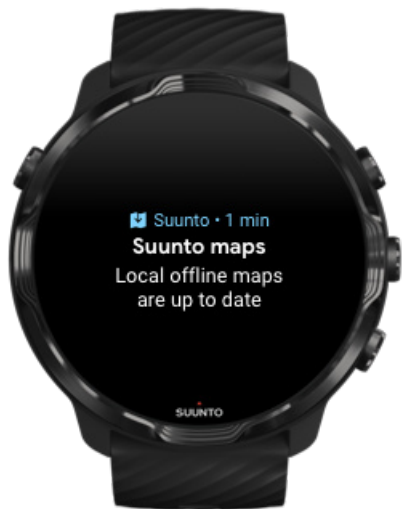 Suunto • 1 min
Suunto maps
Local offline maps
are up to date
SUUNTO